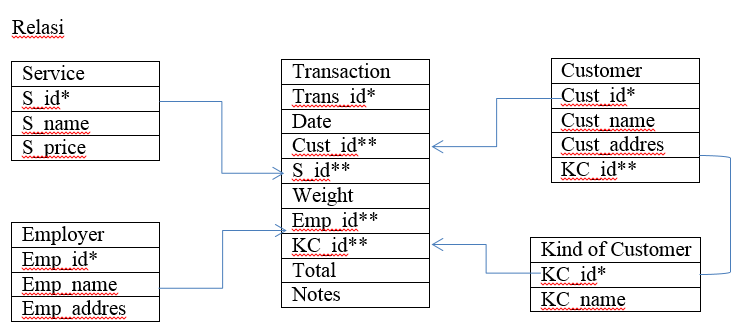 Relasi
Service
S_id*
S_name
S_price
Employer
Emp_id*
Emp_name
Emp_addres
Transaction
Trans_id*
Date
Cust_id**
S_id**
Weight
Emp_id**
KC_id**
Total
Notes
Customer
Cust_id*
Cust_name
Cust_addres
KC_id**
Kind of Customer
KC_id*
KC_name